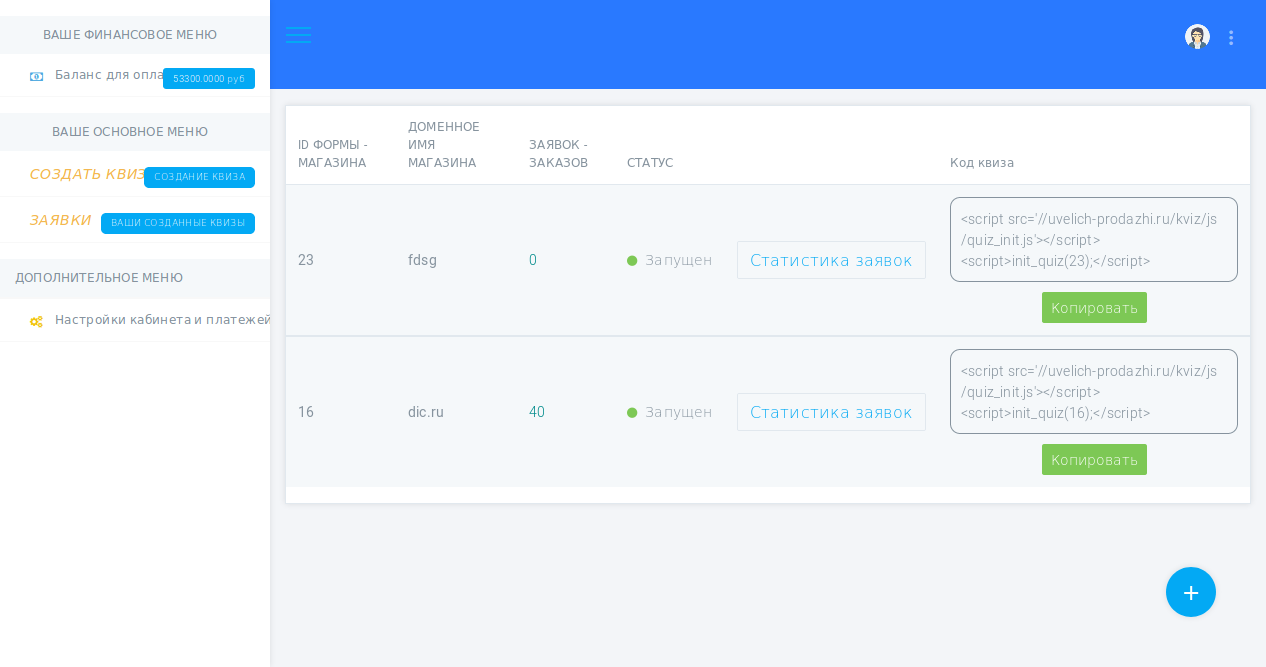 ВАШЕ ФИНАНСОВОЕ МЕНЮ
Баланс для опла
53300.0000 руб
ВАШЕ ОСНОВНОЕ МЕНЮ
СОЗДАТЬ КВИЗ
СОЗДАНИЕ КВИЗА
ЗАЯВКИ
ВАШИ СОЗДАННЫЕ КВИЗЫ
ДОПОЛНИТЕЛЬНОЕ МЕНЮ
Настройки кабинета и платежей
ID ФОРМЫ -
МАГАЗИНА
ДОМЕННОЕ
ИМЯ
МАГАЗИНА
ЗАЯВОК -
ЗАКАЗОВ
СТАТУС
Код квиза
23
fdsg
0
Запущен
Статистика заявок
<script src='//uvelich-prodazhi.ru/kviz/js
/quiz_init.js'></script>
<script>init_quiz(23);</script>
Копировать
16
dic.ru
40
Запущен
Статистика заявок
<script src='//uvelich-prodazhi.ru/kviz/js
/quiz_init.js'></script>
<script>init_quiz(16);</script>
Копировать
+